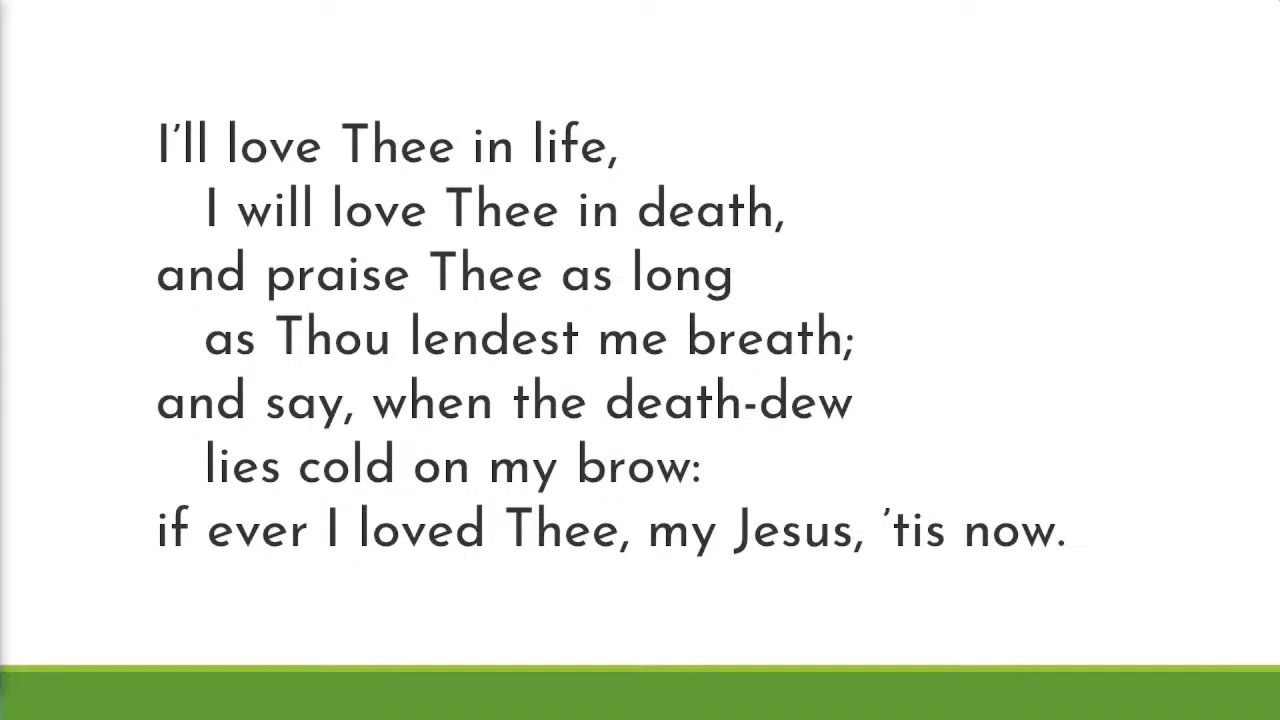 I’ll love Thee in life,
I will love Thee in death,
and praise Thee as long
as Thou lendest me breath;
and say, when the death-dew
lies cold on my brow:
if ever I loved Thee, my Jesus, ’tis now.